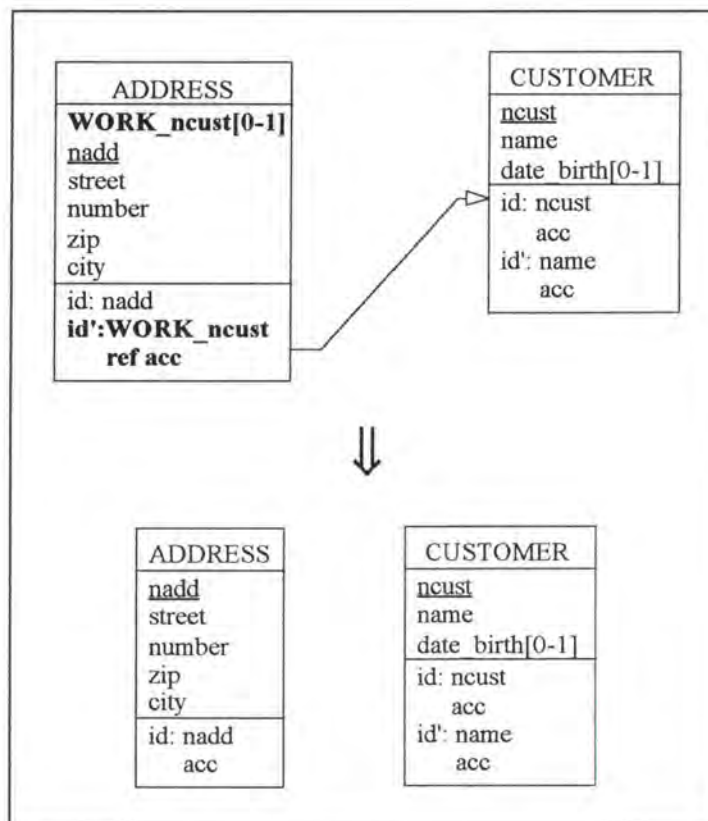 ADDRESS
WORK_ncust[0-1]
nadd
street
number
zip
city
id: nadd
id':WORK_ncust
ref acc
CUSTOMER
ncust
name
date_birth[0-1]
id: ncust
acc
id': name
acc
⇓
ADDRESS
nadd
street
number
zip
city
id: nadd
acc
CUSTOMER
ncust
name
date_birth[0-1]
id: ncust
acc
id': name
acc